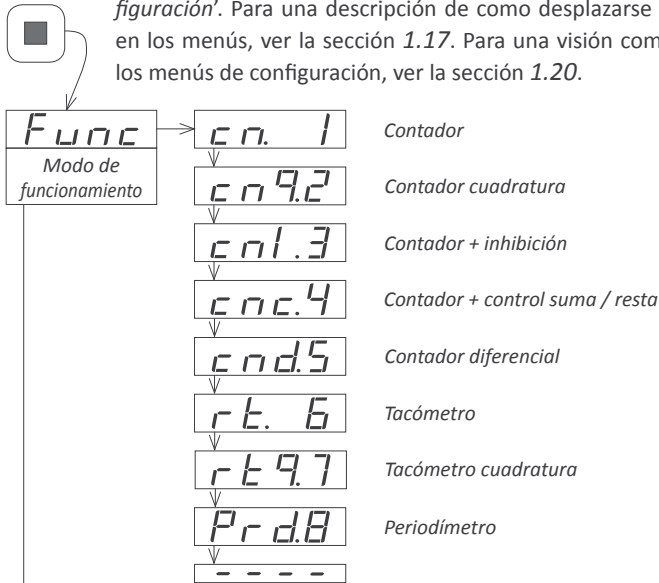 figuración’. Para una descripción de como desplazarse
en los menús, ver la sección 1.17. Para una visión com
los menús de configuración, ver la sección 1.20.
Func
Modo de
funcionamiento
cn. 1
Contador
cnq.2
Contador cuadratura
cnI.3
Contador + inhibición
cnc.4
Contador + control suma / resta
cnd.5
Contador diferencial
rt. 6
Tacómetro
rtq.7
Tacómetro cuadratura
Prd.8
Periodímetro
- - - -